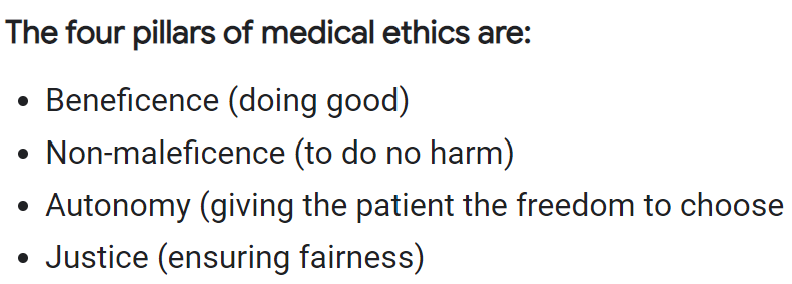 The four pillars of medical ethics are:
• Beneficence (doing good)
• Non-maleficence (to do no harm)
• Autonomy (giving the patient the freedom to choose
• Justice (ensuring fairness)